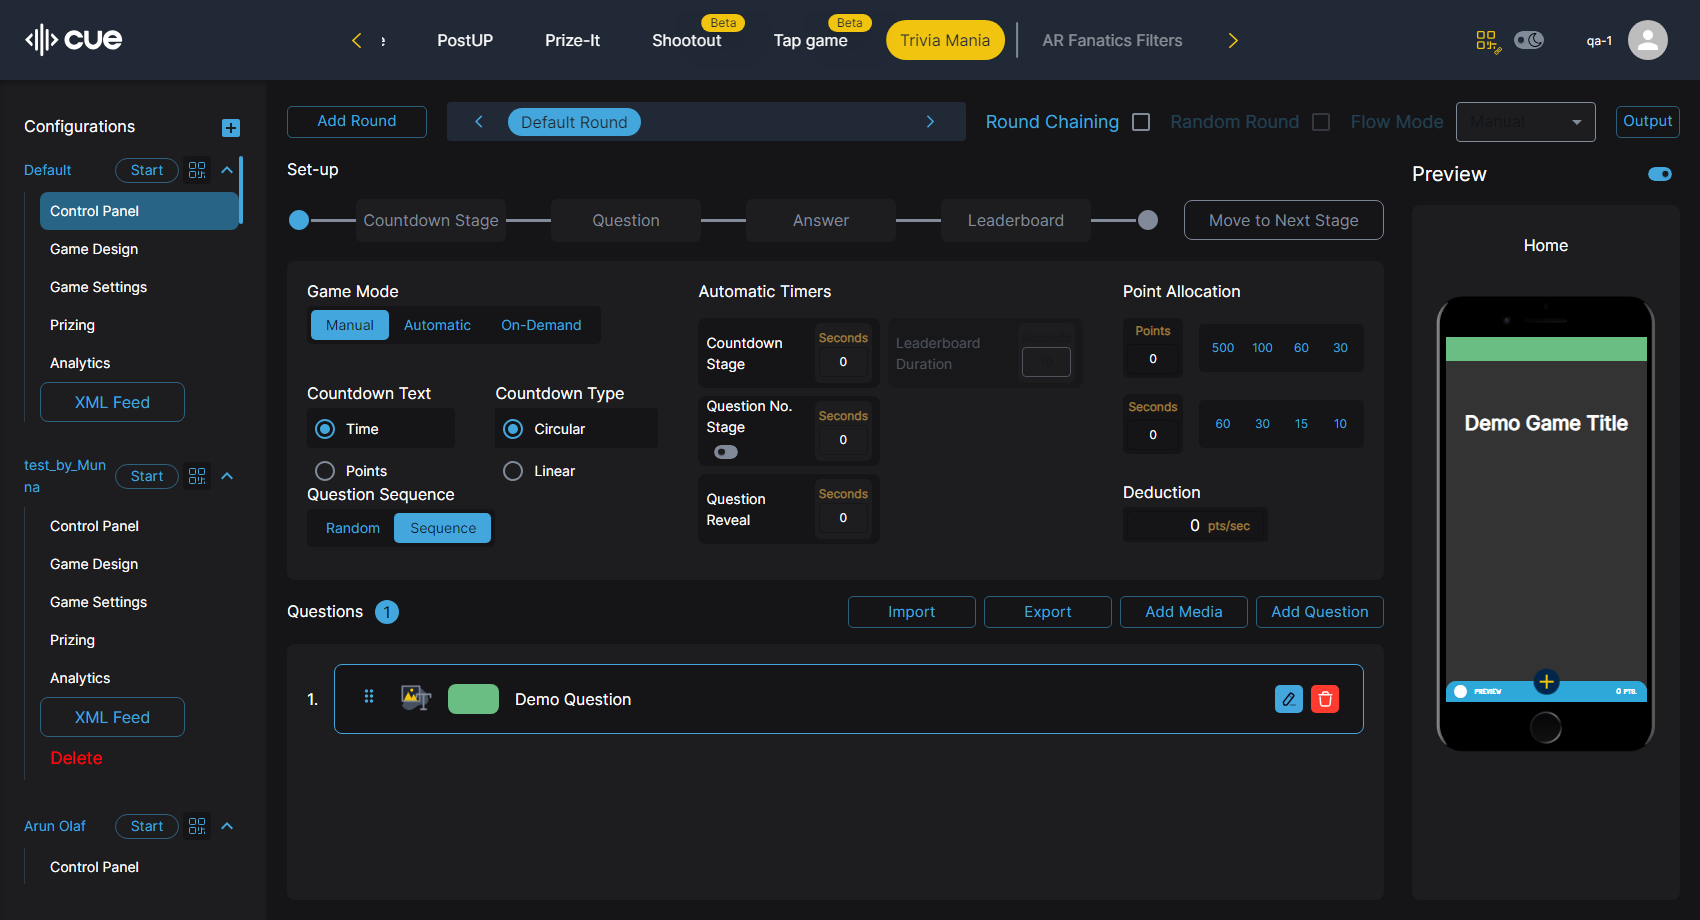 cue
PostUP
Prize-It
Beta
Shootout
Beta
Tap game
Trivia Mania
AR Fanatics Filters
qa-1
Configurations
Add Round
Default Round
Round Chaining
Random Round
Flow Mode
Manual
Output
Default
Start
Control Panel
Game Design
Game Settings
Prizing
Analytics
XML Feed
test_by_Mun
na
Start
Control Panel
Game Design
Game Settings
Prizing
Analytics
XML Feed
Delete
Arun Olaf
Start
Control Panel
Set-up
Countdown Stage
Question
Answer
Leaderboard
Move to Next Stage
Game Mode
Manual
Automatic
On-Demand
Countdown Text
Time
Points
Countdown Type
Circular
Linear
Question Sequence
Random
Sequence
Automatic Timers
Countdown
Stage
Seconds
0
Leaderboard
Duration
Question No.
Stage
Seconds
0
Question
Reveal
Seconds
0
Point Allocation
Points
0
500 100 60 30
Seconds
0
60 30 15 10
Deduction
0 pts/sec
Questions 1
Import
Export
Add Media
Add Question
1.
Demo Question
Preview
Home
Demo Game Title
PREVIEW
0 PTS.